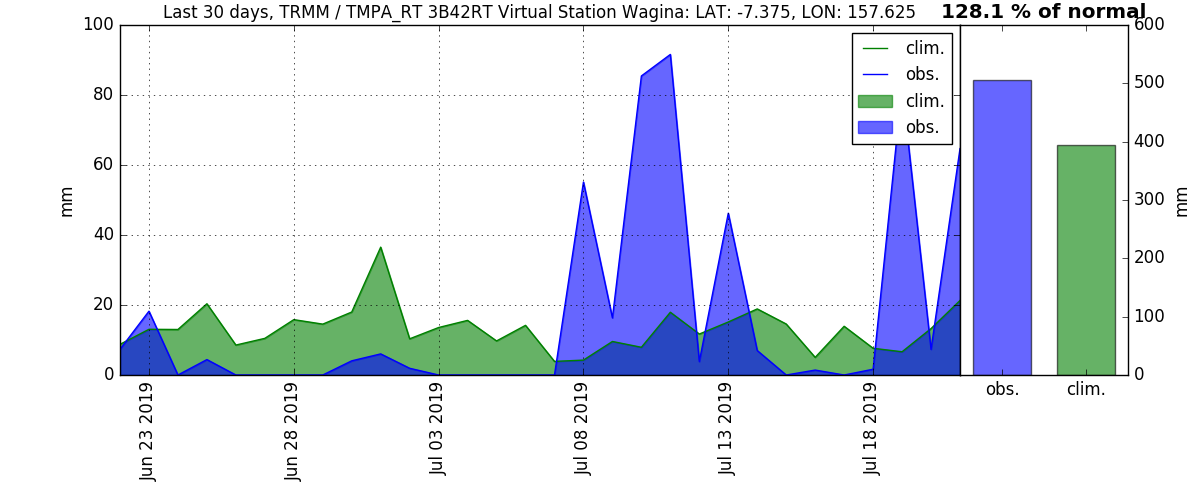 Last 30 days, TRMM / TMPA_RT 3B42RT Virtual Station Wagina: LAT: -7.375, LON: 157.625
128.1 % of normal
100
80
60
40
20
0
mm
clim.
obs.
clim.
obs.
600
500
400
300
200
100
0
mm
Jun 23 2019
Jun 28 2019
Jul 03 2019
Jul 08 2019
Jul 13 2019
Jul 18 2019
obs.
clim.